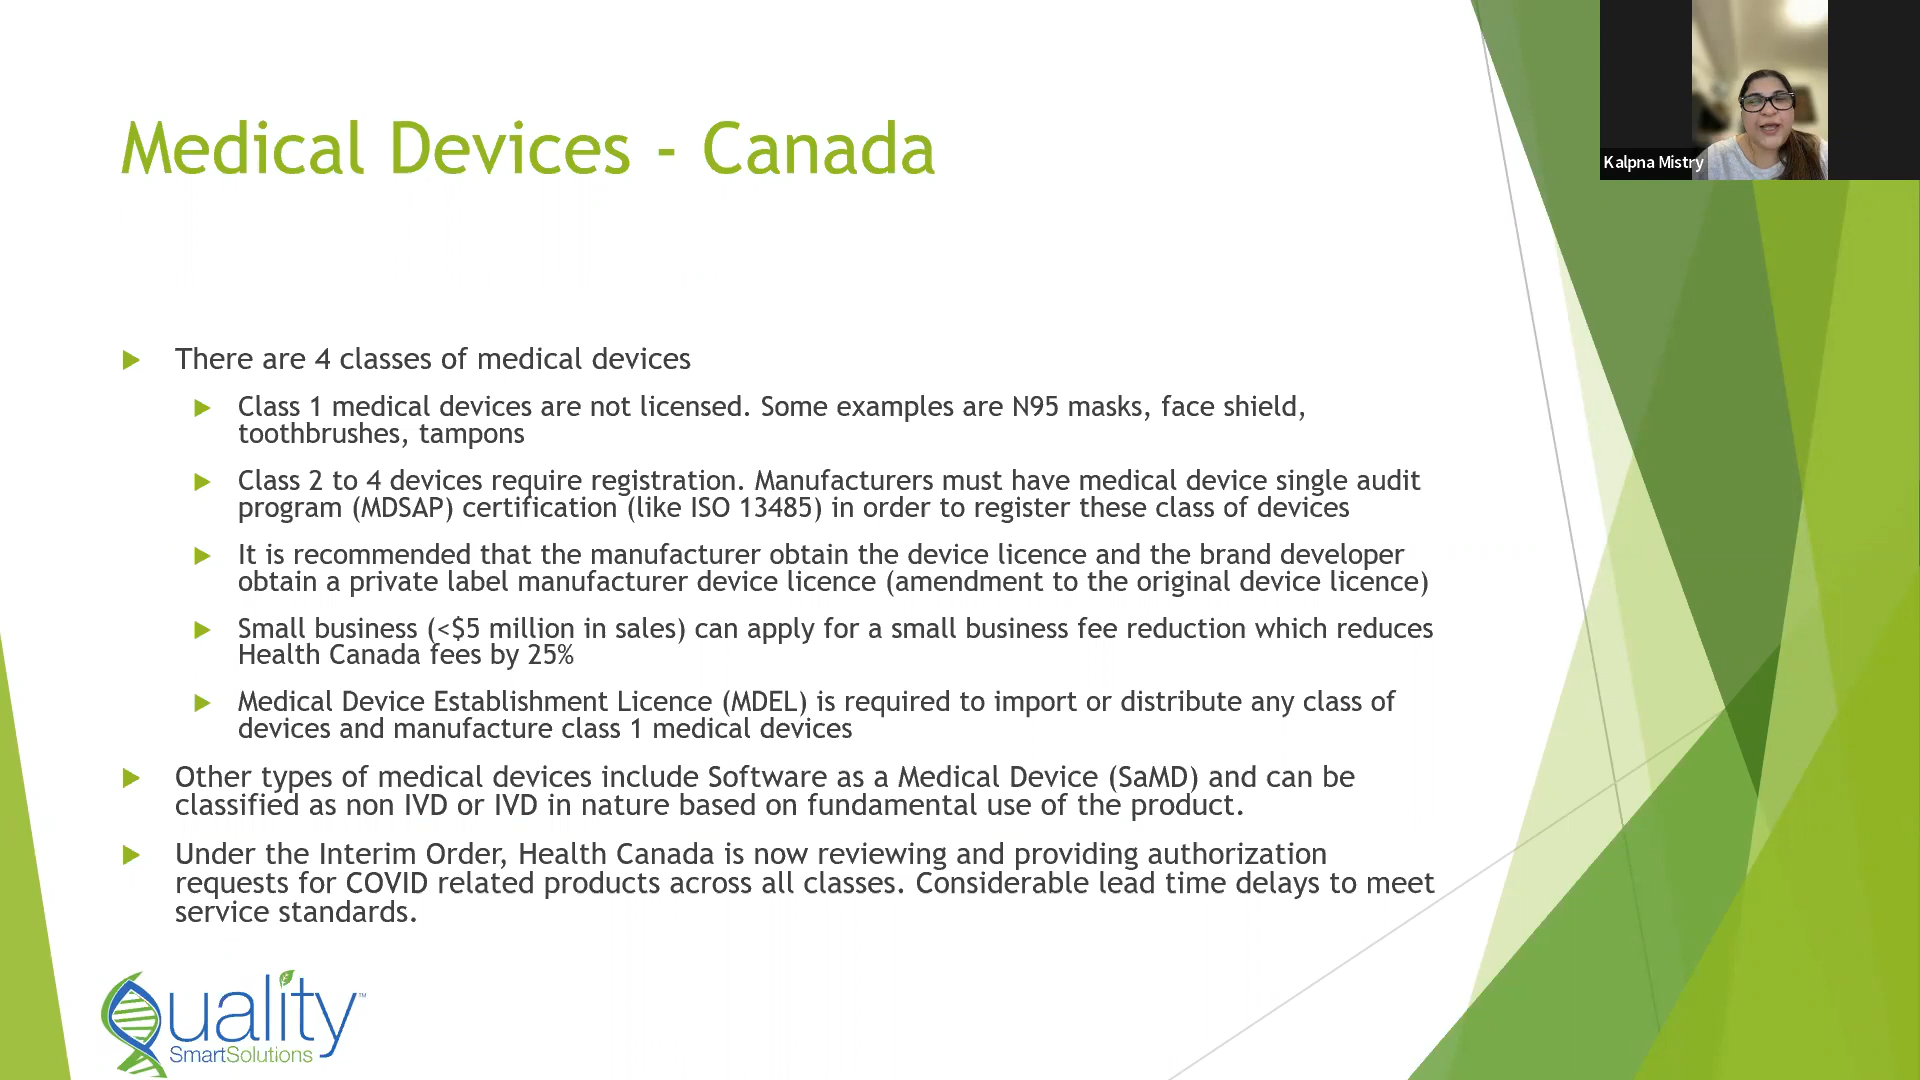 Medical Devices - Canada
Kalpna Mistry
There are 4 classes of medical devices
Class 1 medical devices are not licensed. Some examples are N95 masks, face shield,
toothbrushes, tampons
Class 2 to 4 devices require registration. Manufacturers must have medical device single audit
program (MDSAP) certification (like ISO 13485) in order to register these class of devices
It is recommended that the manufacturer obtain the device licence and the brand developer
obtain a private label manufacturer device licence (amendment to the original device licence)
Small business (<$5 million in sales) can apply for a small business fee reduction which reduces
Health Canada fees by 25%
Medical Device Establishment Licence (MDEL) is required to import or distribute any class of
devices and manufacture class 1 medical devices
Other types of medical devices include Software as a Medical Device (SaMD) and can be
classified as non IVD or IVD in nature based on fundamental use of the product.
Under the Interim Order, Health Canada is now reviewing and providing authorization
requests for COVID related products across all classes. Considerable lead time delays to meet
service standards.
Quality™
SmartSolutions